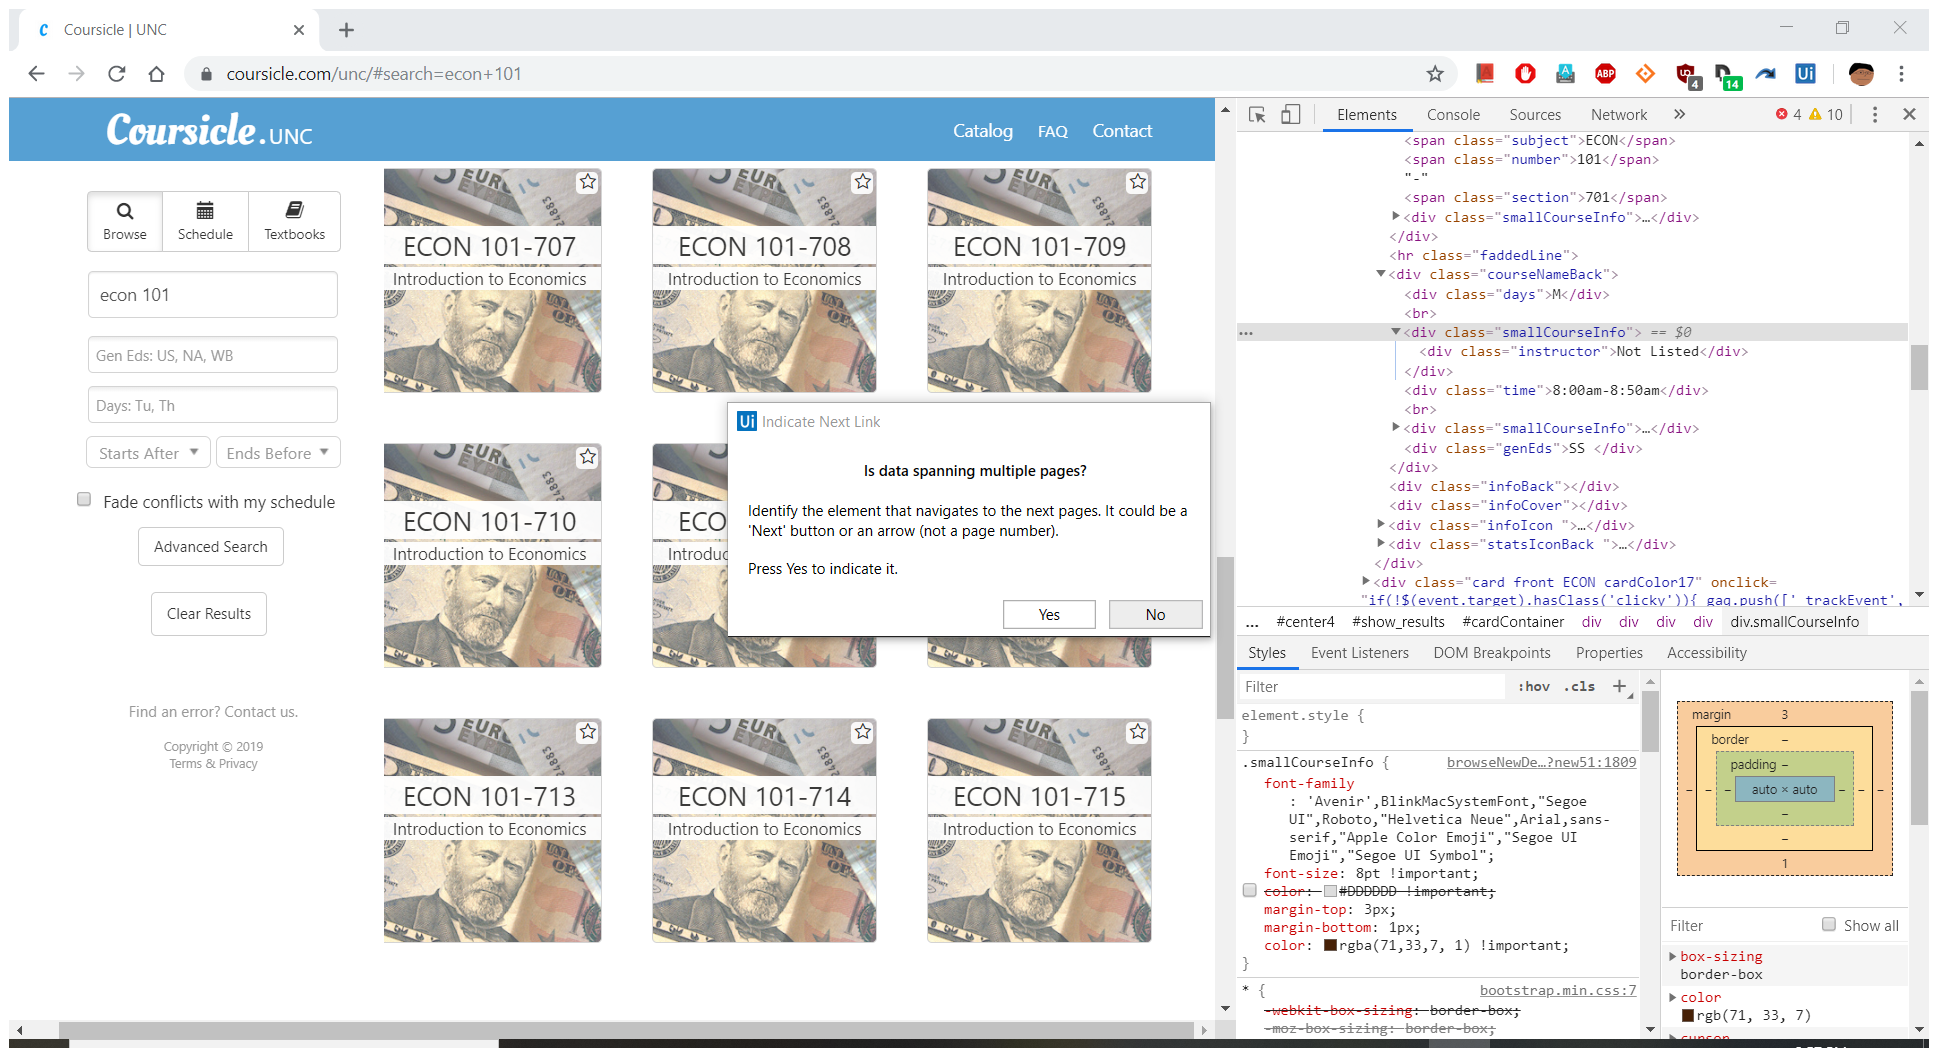 Coursicle | UNC
coursicle.com/unc/#search=econ+101
ABP
4
14
Ui
Coursicle.UNC
Catalog FAQ Contact
Browse Schedule Textbooks
econ 101
Gen Eds: US, NA, WB
Days: Tu, Th
Starts After Ends Before
Fade conflicts with my schedule
Advanced Search
Clear Results
Find an error? Contact us.
Copyright © 2019
Terms & Privacy
ECON 101-707
Introduction to Economics
ECON 101-708
Introduction to Economics
ECON 101-709
Introduction to Economics
ECON 101-710
Introduction to Economics
ECO
Introduc
ECON 101-713
Introduction to Economics
ECON 101-714
Introduction to Economics
ECON 101-715
Introduction to Economics
Ui Indicate Next Link
Is data spanning multiple pages?
Identify the element that navigates to the next pages. It could be a
'Next' button or an arrow (not a page number).
Press Yes to indicate it.
Yes No
Elements Console Sources Network » 4 10
<span class="subject">ECON</span>
<span class="number">101</span>
"-"
<span class="section">701</span>
<div class="smallCourseInfo">…</div>
</div>
<hr class="faddedLine">
<div class="courseNameBack">
<div class="days">M</div>
<br>
… <div class="smallCourseInfo"> == $0
<div class="instructor">Not Listed</div>
</div>
<div class="time">8:00am-8:50am</div>
<br>
<div class="smallCourseInfo">…</div>
<div class="genEds">SS </div>
</div>
<div class="infoBack"></div>
<div class="infoCover"></div>
<div class="infoIcon ">…</div>
<div class="statsIconBack ">…</div>
</div>
<div class="card front ECON cardColor17" onclick=
"if(!$(event.target).hasClass('clicky')){ _gaq.push(['_trackEvent',
… #center4 #show_results #cardContainer div div div div div.smallCourseInfo
Styles Event Listeners DOM Breakpoints Properties Accessibility
Filter :hov .cls +
element.style {
}
.smallCourseInfo { browseNewDe…?new51:1809
font-family
: 'Avenir',BlinkMacSystemFont,"Segoe
UI",Roboto,"Helvetica Neue",Arial,sans-
serif,"Apple Color Emoji","Segoe UI
Emoji","Segoe UI Symbol";
font-size: 8pt !important;
color: #DDDDDD !important;
margin-top: 3px;
margin-bottom: 1px;
color: rgba(71,33,7, 1) !important;
}
* { bootstrap.min.css:7
-webkit-box-sizing: border-box;
-moz-box-sizing: border-box;
margin 3
border –
padding –
– – – auto × auto – – –
–
–
1
Filter Show all
box-sizing
border-box
color
rgb(71, 33, 7)
cursor